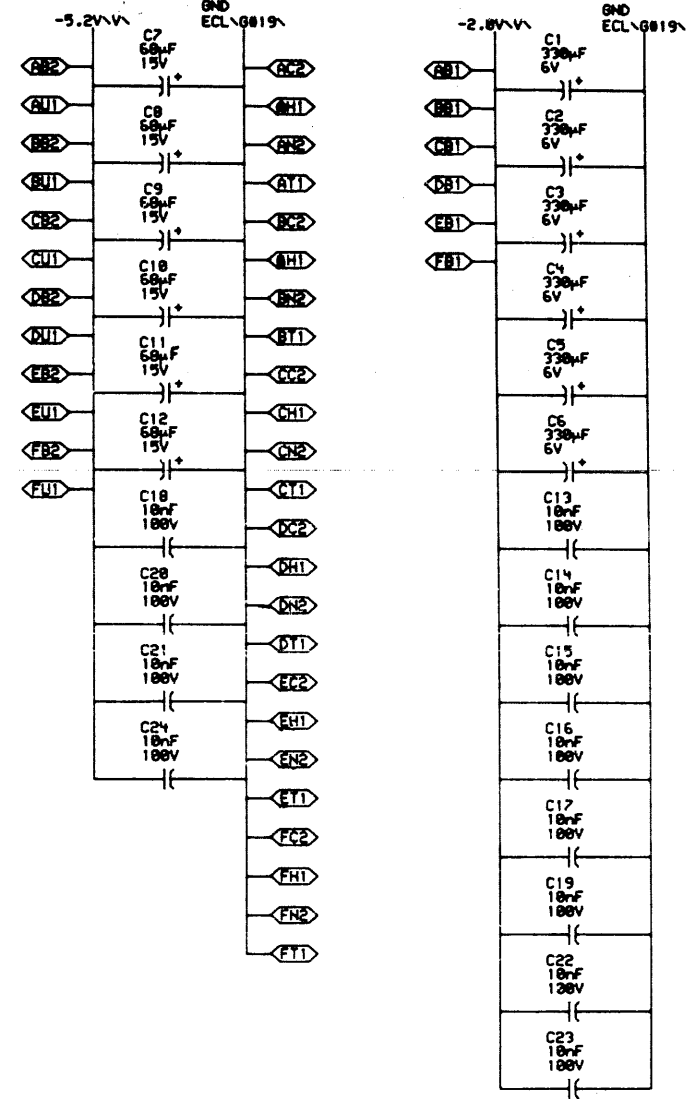 -5.2V\V\
GND
ECL\G019\
C7
68µF
15V
+
C8
68µF
15V
+
C9
68µF
15V
+
C10
68µF
15V
+
C11
68µF
15V
+
C12
68µF
15V
+
C18
10nF
100V
C20
10nF
100V
C21
10nF
100V
C24
10nF
100V
AB2
AU1
BB2
BU1
CB2
CU1
DB2
DU1
EB2
EU1
FB2
FU1
AC2
AH1
AN2
AT1
BC2
BH1
BN2
BT1
CC2
CH1
CN2
CT1
DC2
DH1
DN2
DT1
EC2
EH1
EN2
ET1
FC2
FH1
FN2
FT1
-2.0V\V\
GND
ECL\G019\
AB1
BB1
CB1
DB1
EB1
FB1
C1
330µF
6V
+
C2
330µF
6V
+
C3
330µF
6V
+
C4
330µF
6V
+
C5
330µF
6V
+
C6
330µF
6V
+
C13
10nF
100V
C14
10nF
100V
C15
10nF
100V
C16
10nF
100V
C17
10nF
100V
C19
10nF
100V
C22
10nF
100V
C23
10nF
100V